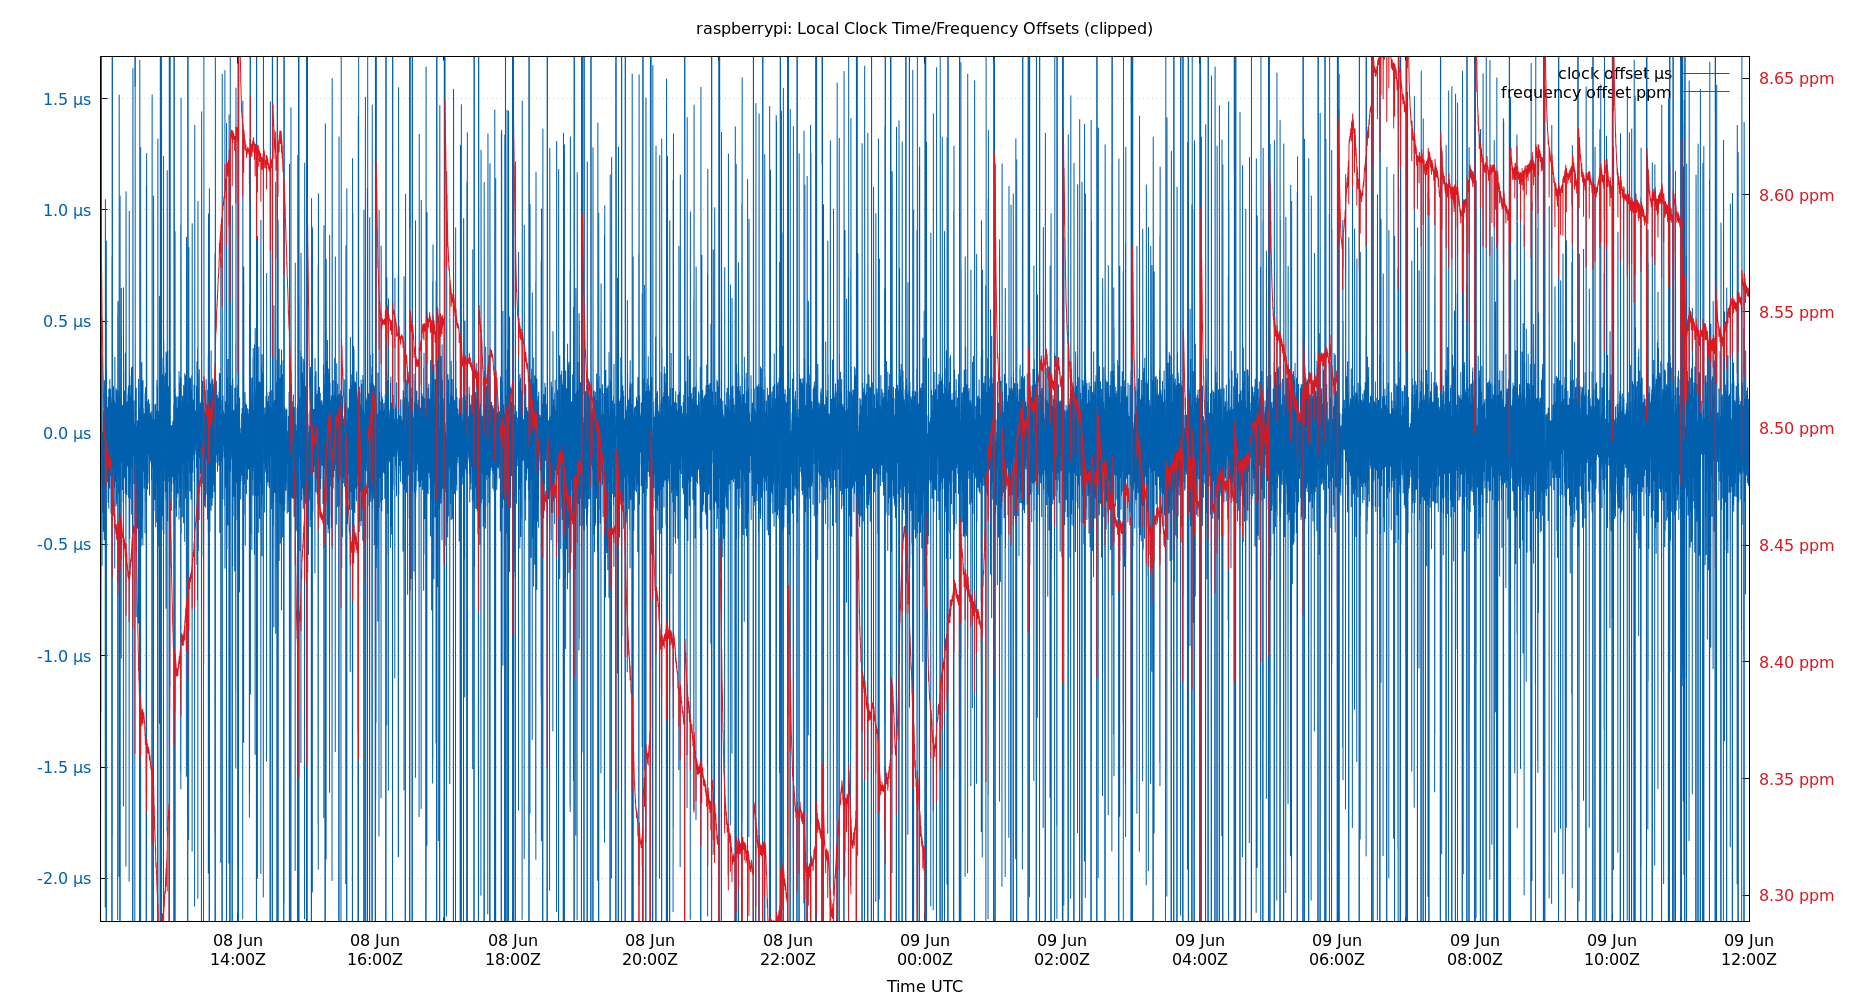 raspberrypi: Local Clock Time/Frequency Offsets (clipped)
clock offset µs
frequency offset ppm
1.5 µs
1.0 µs
0.5 µs
0.0 µs
-0.5 µs
-1.0 µs
-1.5 µs
-2.0 µs
8.65 ppm
8.60 ppm
8.55 ppm
8.50 ppm
8.45 ppm
8.40 ppm
8.35 ppm
8.30 ppm
08 Jun 08 Jun 08 Jun 08 Jun 08 Jun 09 Jun 09 Jun 09 Jun 09 Jun 09 Jun 09 Jun 09 Jun
14:00Z 16:00Z 18:00Z 20:00Z 22:00Z 00:00Z 02:00Z 04:00Z 06:00Z 08:00Z 10:00Z 12:00Z
Time UTC